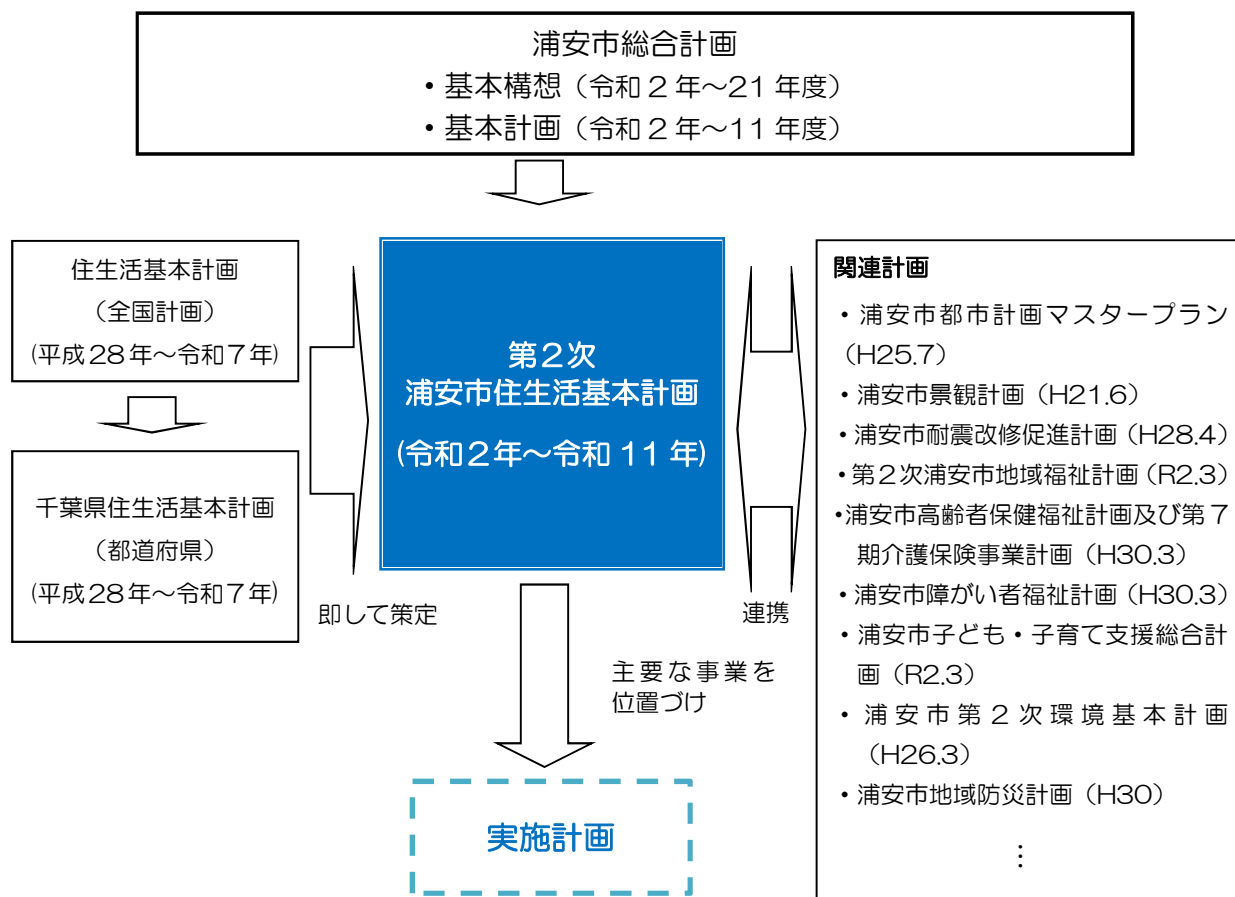 浦安市総合計画
・基本構想（令和２年～21年度）
・基本計画（令和２年～11年度）
住生活基本計画
（全国計画）
(平成28年～令和7年)
千葉県住生活基本計画
（都道府県）
(平成28年～令和7年)
即して策定
第２次
浦安市住生活基本計画
(令和２年～令和11年)
連携
主要な事業を
位置づけ
実施計画
関連計画
・浦安市都市計画マスタープラン
（H25.7）
・浦安市景観計画（H21.6）
・浦安市耐震改修促進計画（H28.4）
・第２次浦安市地域福祉計画（R2.3）
・浦安市高齢者保健福祉計画及び第７
期介護保険事業計画（H30.3）
・浦安市障がい者福祉計画（H30.3）
・浦安市子ども・子育て支援総合計
画（R2.3）
・浦安市第２次環境基本計画
（H26.3）
・浦安市地域防災計画（H30）
⋮